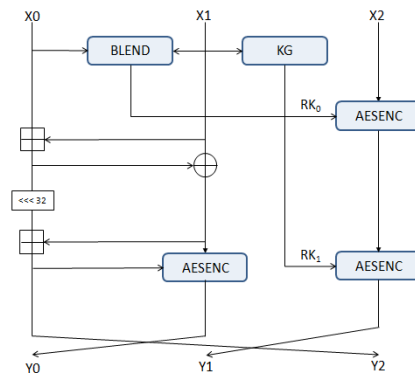 X0 X1 X2
BLEND KG
RK0 AESENC
<<< 32
AESENC RK1 AESENC
Y0 Y1 Y2